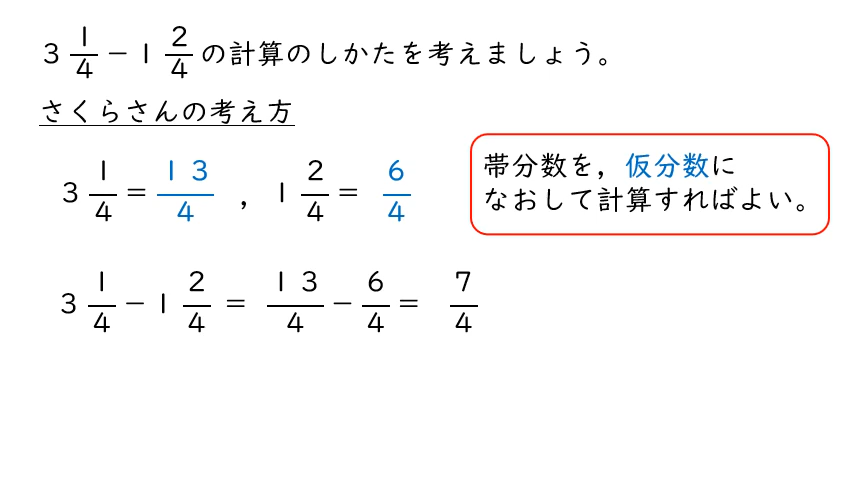 3 1/4 − 1 2/4 の計算のしかたを考えましょう。
さくらさんの考え方
3 1/4 = 13/4 , 1 2/4 = 6/4
帯分数を，仮分数に
なおして計算すればよい。
3 1/4 − 1 2/4 = 13/4 − 6/4 = 7/4